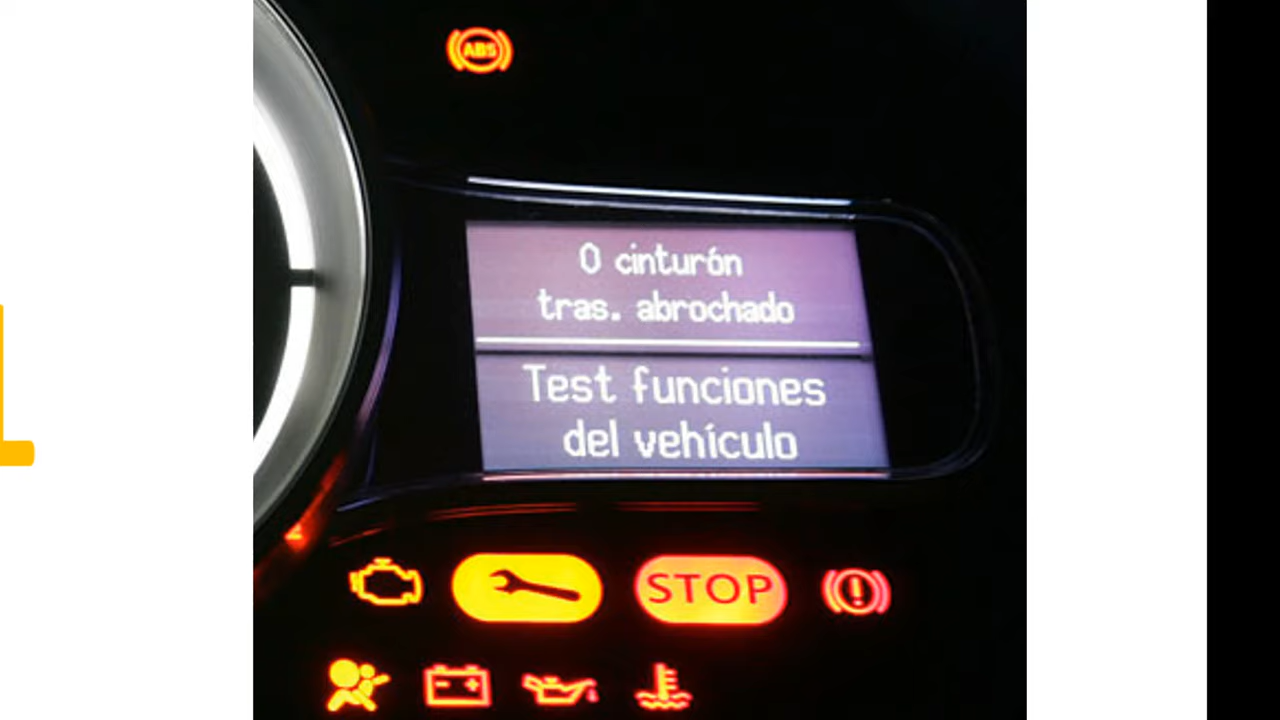 ABS
0 cinturón
tras. abrochado
Test funciones
del vehículo
STOP